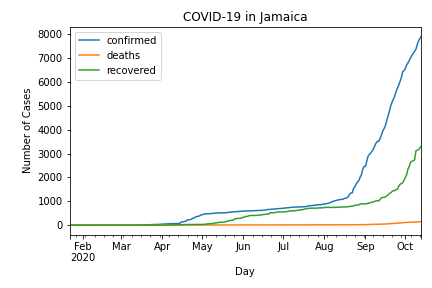 COVID-19 in Jamaica
confirmed
deaths
recovered
Number of Cases
8000
7000
6000
5000
4000
3000
2000
1000
0
Feb Mar Apr May Jun Jul Aug Sep Oct
2020
Day